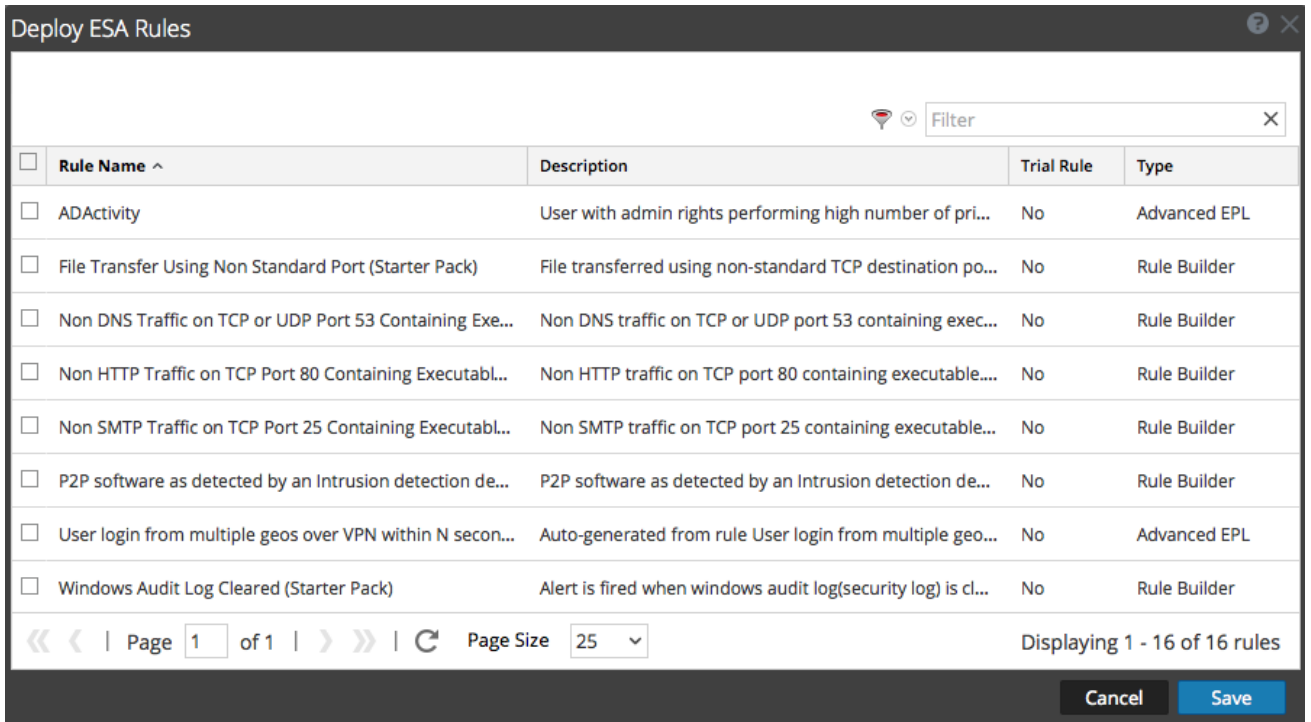 Deploy ESA Rules
Filter
Rule Name Description Trial Rule Type
ADActivity User with admin rights performing high number of pri... No Advanced EPL
File Transfer Using Non Standard Port (Starter Pack) File transferred using non-standard TCP destination po... No Rule Builder
Non DNS Traffic on TCP or UDP Port 53 Containing Exe... Non DNS traffic on TCP or UDP port 53 containing exec... No Rule Builder
Non HTTP Traffic on TCP Port 80 Containing Executabl... Non HTTP traffic on TCP port 80 containing executable.... No Rule Builder
Non SMTP Traffic on TCP Port 25 Containing Executabl... Non SMTP traffic on TCP port 25 containing executable... No Rule Builder
P2P software as detected by an Intrusion detection de... P2P software as detected by an Intrusion detection de... No Rule Builder
User login from multiple geos over VPN within N secon... Auto-generated from rule User login from multiple geo... No Advanced EPL
Windows Audit Log Cleared (Starter Pack) Alert is fired when windows audit log(security log) is cl... No Rule Builder
Page 1 of 1 Page Size 25 Displaying 1 - 16 of 16 rules
Cancel Save